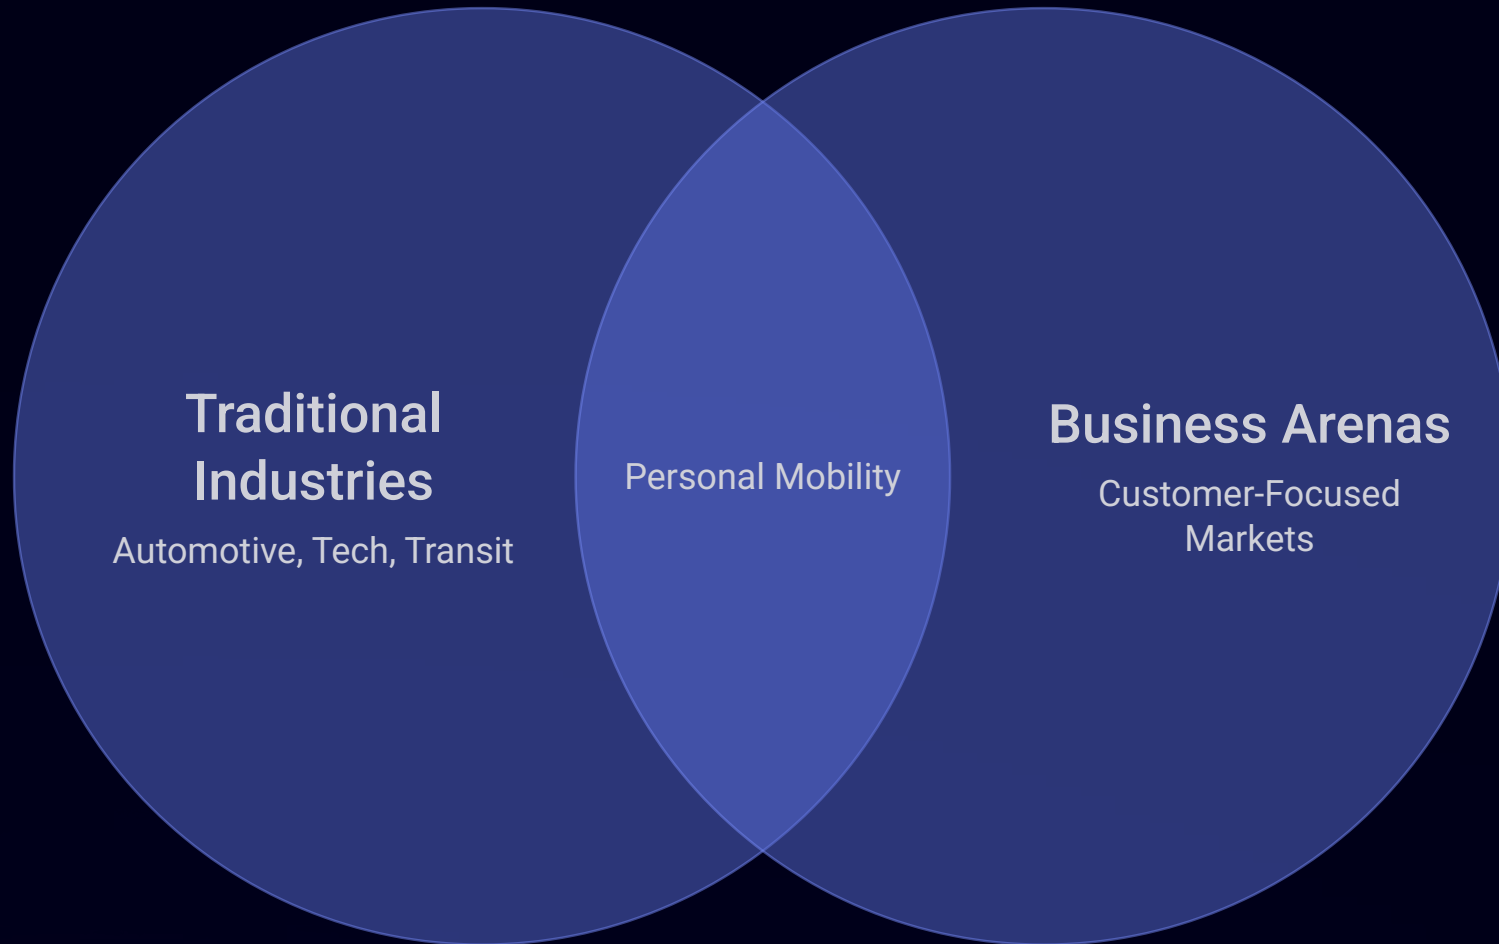 Traditional
Industries
Automotive, Tech, Transit
Personal Mobility
Business Arenas
Customer-Focused
Markets